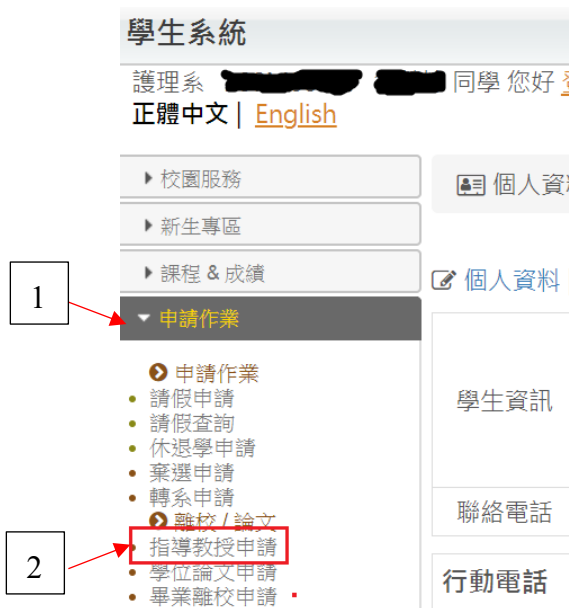 學生系統
護理系 同學 您好
正體中文 | English
校園服務
新生專區
課程 & 成績
申請作業
申請作業
請假申請
請假查詢
休退學申請
棄選申請
轉系申請
離校 / 論文
指導教授申請
學位論文申請
畢業離校申請
1
2
個人資
個人資料
學生資訊
聯絡電話
行動電話